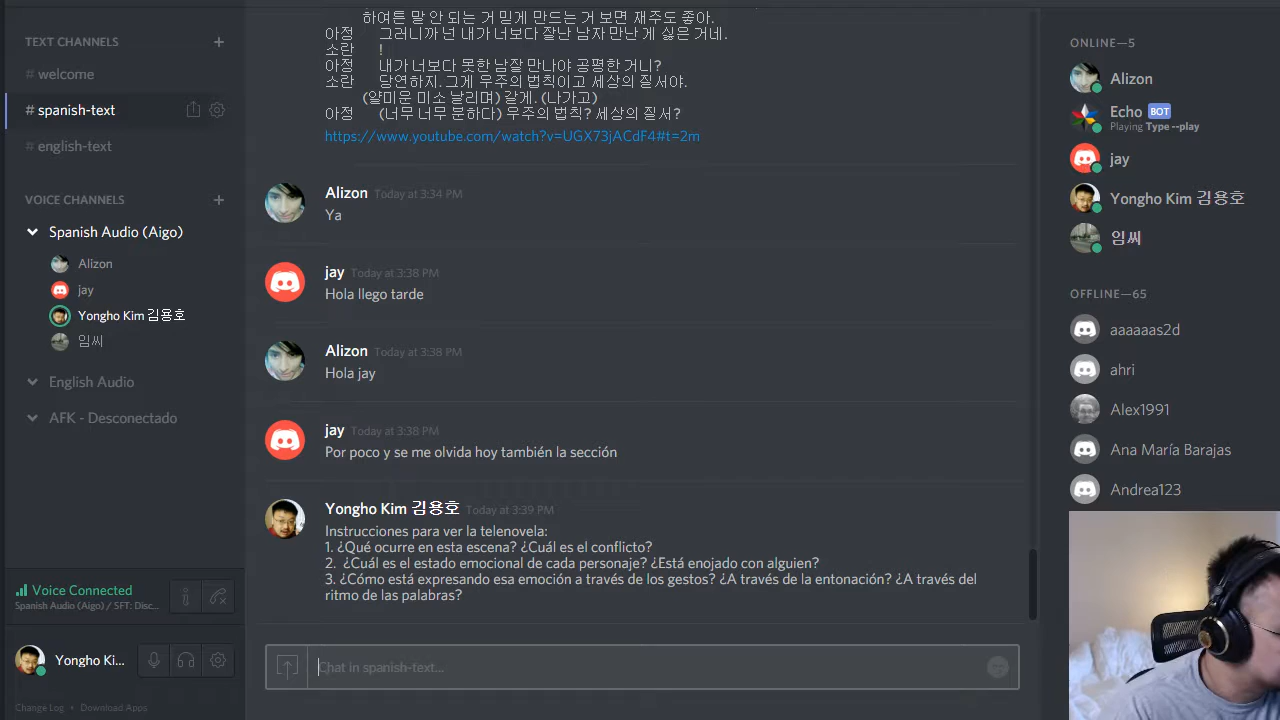 TEXT CHANNELS
# welcome
# spanish-text
# english-text
VOICE CHANNELS
Spanish Audio (Aigo)
Alizon
jay
Yongho Kim 김용호
임씨
English Audio
AFK - Desconectado
Voice Connected
Spanish Audio (Aigo) / SFT: Disc...
Yongho Ki...
Change Log • Download Apps
하여튼 말 안 되는 거 믿게 만드는 거 보면 재주도 좋아.
아정 그러니까 넌 내가 너보다 잘난 남자 만난 게 싫은 거네.
소란 !
아정 내가 너보다 못한 남잘 만나야 공평한 거니?
소란 당연하지. 그게 우주의 법칙이고 세상의 질서야.
(얄미운 미소 날리며) 갈게. (나가고)
아정 (너무 너무 분하다) 우주의 법칙? 세상의 질서?
https://www.youtube.com/watch?v=UGX73jACdF4#t=2m
Alizon Today at 3:34 PM
Ya
jay Today at 3:38 PM
Hola llego tarde
Alizon Today at 3:38 PM
Hola jay
jay Today at 3:38 PM
Por poco y se me olvida hoy también la sección
Yongho Kim 김용호 Today at 3:39 PM
Instrucciones para ver la telenovela:
1. ¿Qué ocurre en esta escena? ¿Cuál es el conflicto?
2. ¿Cuál es el estado emocional de cada personaje? ¿Está enojado con alguien?
3. ¿Cómo está expresando esa emoción a través de los gestos? ¿A través de la entonación? ¿A través del
ritmo de las palabras?
Chat in spanish-text...
ONLINE—5
Alizon
Echo BOT
Playing Type --play
jay
Yongho Kim 김용호
임씨
OFFLINE—65
aaaaaas2d
ahri
Alex1991
Ana María Barajas
Andrea123